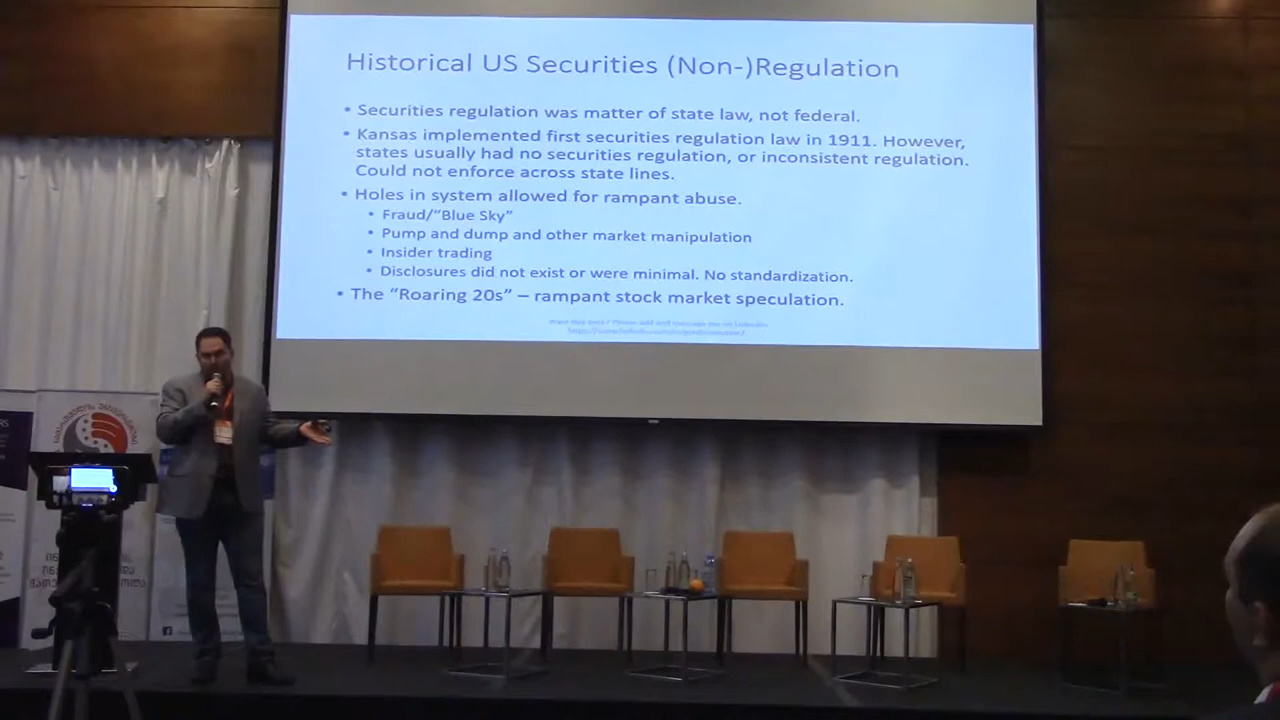 Historical US Securities (Non-)Regulation
• Securities regulation was matter of state law, not federal.
• Kansas implemented first securities regulation law in 1911. However,
states usually had no securities regulation, or inconsistent regulation.
Could not enforce across state lines.
• Holes in system allowed for rampant abuse.
• Fraud/"Blue Sky"
• Pump and dump and other market manipulation
• Insider trading
• Disclosures did not exist or were minimal. No standardization.
• The “Roaring 20s” – rampant stock market speculation.